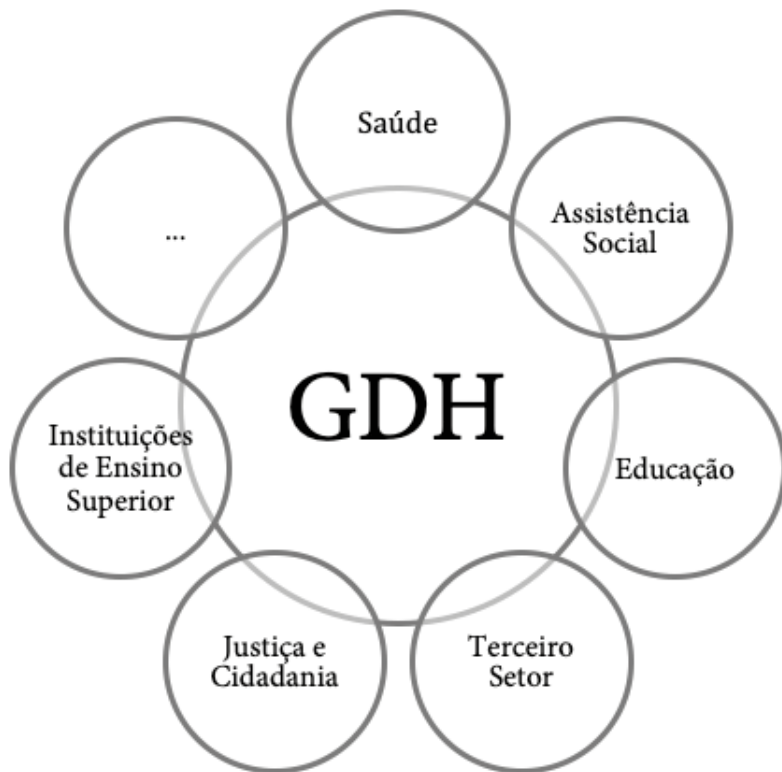 Saúde
Assistência
Social
...
GDH
Educação
Instituições
de Ensino
Superior
Terceiro
Setor
Justiça e
Cidadania